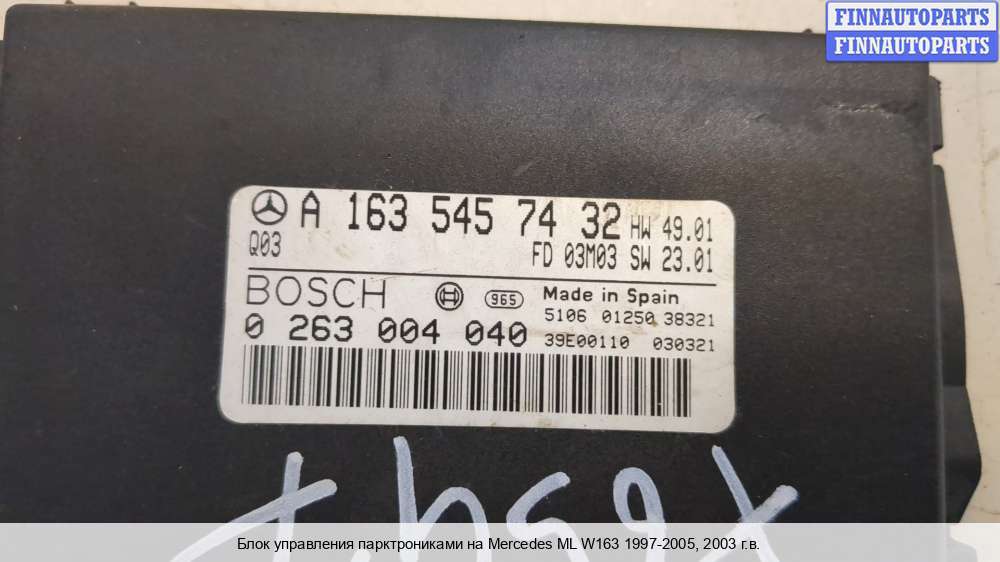 FINNAUTOPARTS
FINNAUTOPARTS
A 163 545 74 32 HW 49.01
Q03 FD 03M03 SW 23.01
BOSCH 965 Made in Spain
5106 01250 38321
0 263 004 040 39E00110 030321
Блок управления парктрониками на Mercedes ML W163 1997-2005, 2003 г.в.